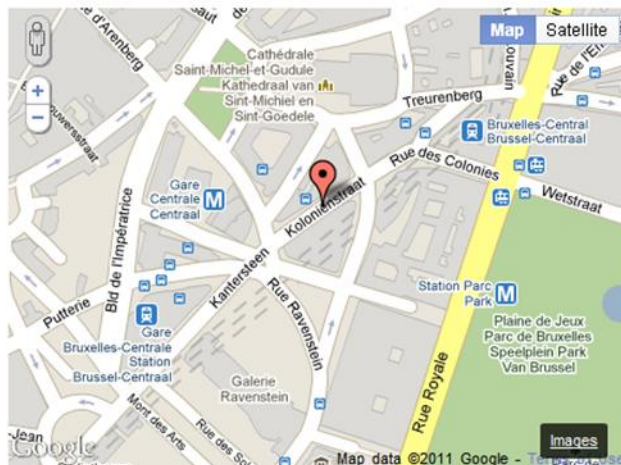 Map
Satellite
d'Arenberg
Cathédrale
Saint-Michel-et-Gudule
Kathedraal van
Sint-Michiel en
Sint-Goedele
Treurenberg
Louvain
Bruxelles-Central
Brussel-Centraal
Rue des Colonies
Wetstraat
Gare
Centrale
Centraal
Kolonienstraat
Bld de l'Impératrice
Kantersteen
Putterie
Rue Ravenstein
Station Parc
Park
Gare
Bruxelles-Centrale
Station
Brussel-Centraal
Plaine de Jeux
Parc de Bruxelles
Speelplein Park
Van Brussel
Galerie
Ravenstein
Rue Royale
Mont des Arts
Images
Google
Map data ©2011 Google -